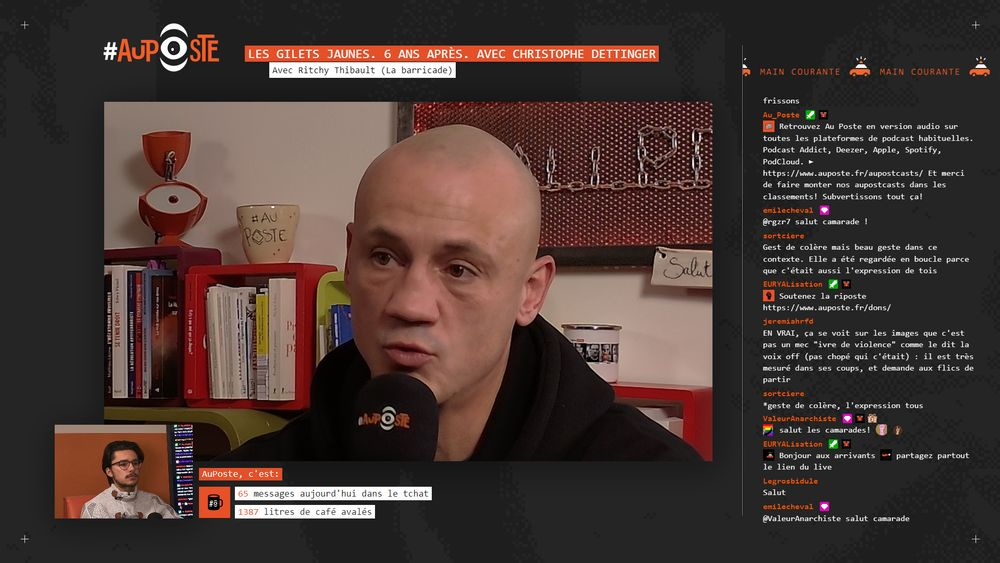 #AUPOSTE
LES GILETS JAUNES. 6 ANS APRÈS. AVEC CHRISTOPHE DETTINGER
Avec Ritchy Thibault (La barricade)
MAIN COURANTE
MAIN COURANTE
#AU
POSTE
Salut
AUPOSTE
AuPoste, c'est:
65 messages aujourd'hui dans le tchat
1387 litres de café avalés
frissons
Au_Poste
Retrouvez Au Poste en version audio sur
toutes les plateformes de podcast habituelles.
Podcast Addict, Deezer, Apple, Spotify,
PodCloud. ►
https://www.auposte.fr/aupostcasts/ Et merci
de faire monter nos aupostcasts dans les
classements! Subvertissons tout ça!
emilecheval
@rgzr7 salut camarade !
sortciere
Gest de colère mais beau geste dans ce
contexte. Elle a été regardée en boucle parce
que c'était aussi l'expression de tois
EURYALisation
Soutenez la riposte
https://www.auposte.fr/dons/
jeremiahrfd
EN VRAI, ça se voit sur les images que c'est
pas un mec "ivre de violence" comme le dit la
voix off (pas chopé qui c'était) : il est très
mesuré dans ses coups, et demande aux flics de
partir
sortciere
*geste de colère, l'expression tous
ValeurAnarchiste
salut les camarades!
EURYALisation
Bonjour aux arrivants partagez partout
le lien du live
Legrosbidule
Salut
emilecheval
@ValeurAnarchiste salut camarade